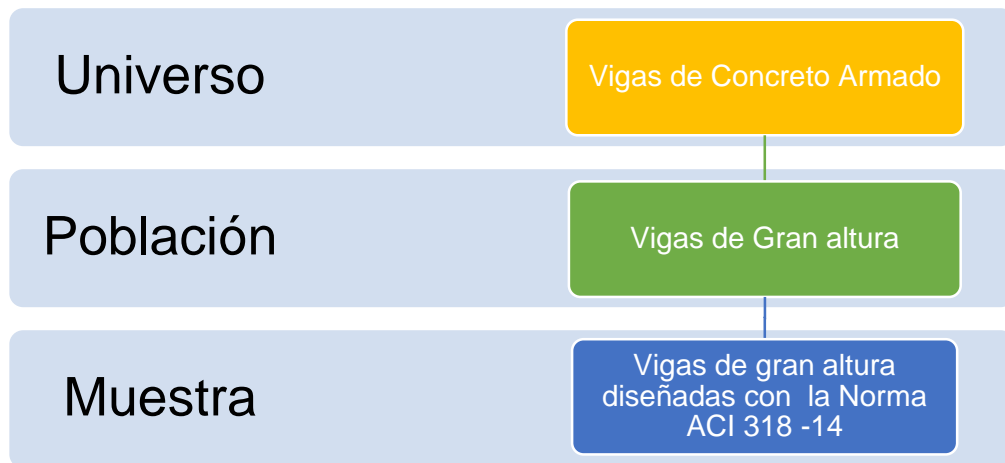 Universo
Vigas de Concreto Armado
Población
Vigas de Gran altura
Muestra
Vigas de gran altura
diseñadas con la Norma
ACI 318 -14